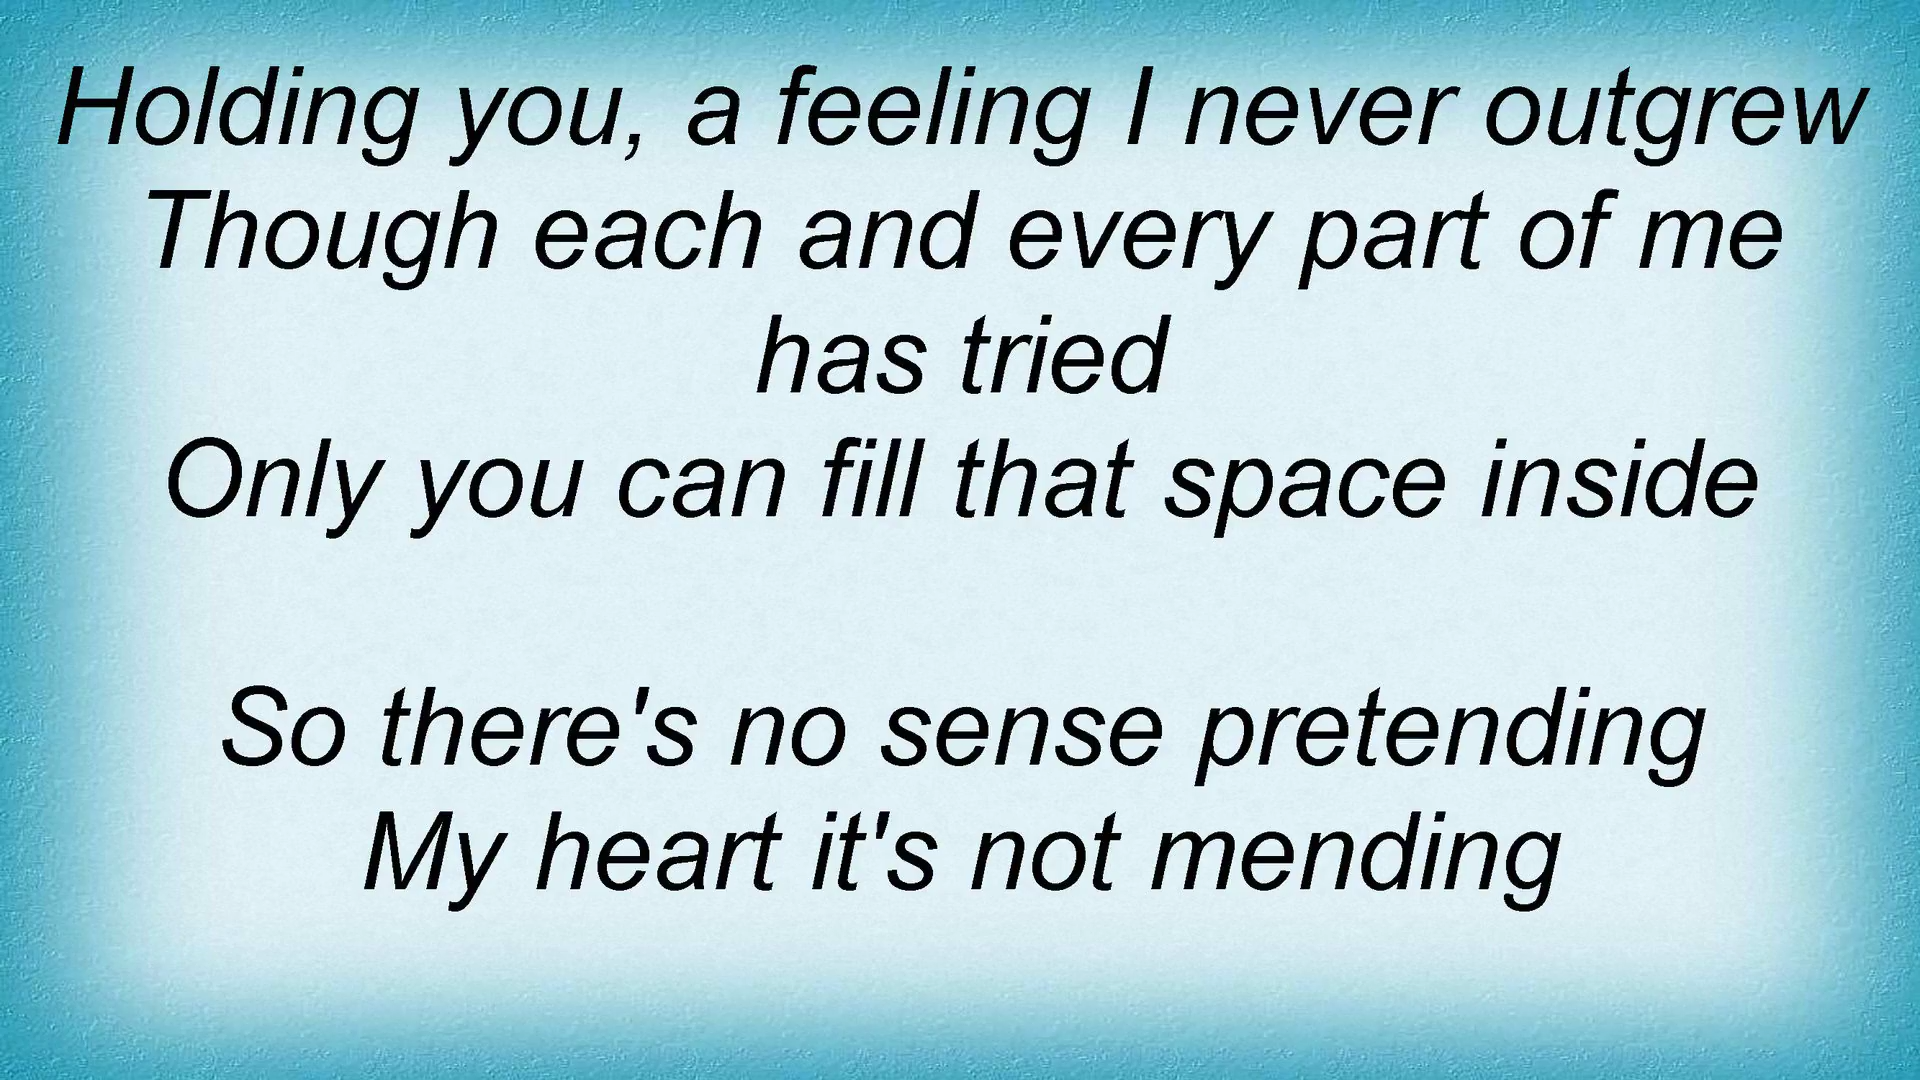 Holding you, a feeling I never outgrew
Though each and every part of me
has tried
Only you can fill that space inside
So there's no sense pretending
My heart it's not mending